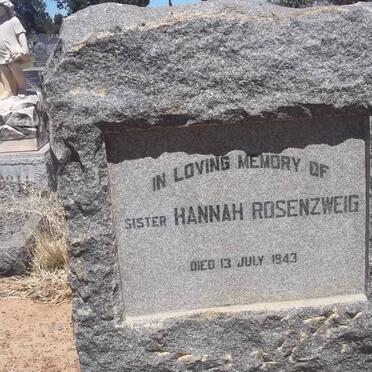 IN LOVING MEMORY OF
SISTER HANNAH ROSENZWEIG
DIED 13 JULY 1943